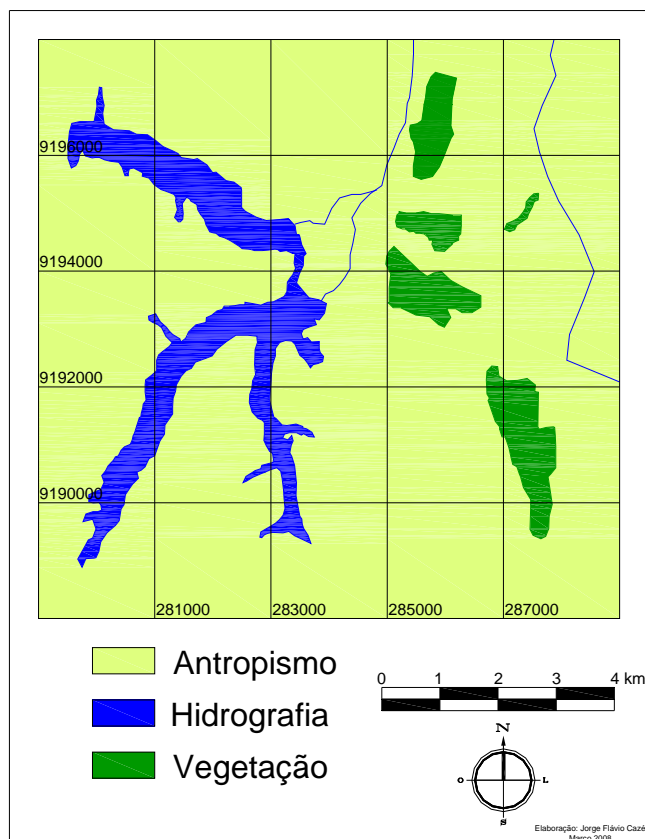 9196000
9194000
9192000
9190000
281000 283000 285000 287000
Antropismo
Hidrografia
Vegetação
0 1 2 3 4 km
N
O L
S
Elaboração: Jorge Flávio Cazé
Março 2008